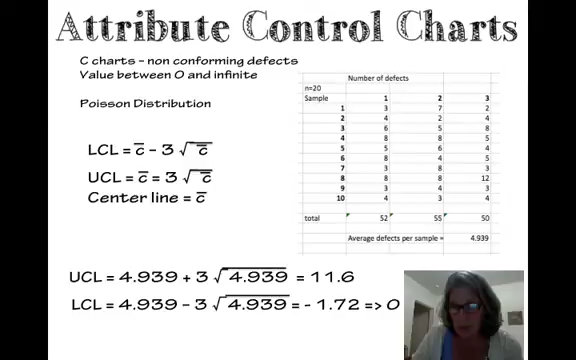 Attribute Control Charts
C charts - non conforming defects
Value between 0 and infinite
Poisson Distribution
LCL = c̅ - 3√c̅
UCL = c̅ = 3√c̅
Center line = c̅
Number of defects
n=20
Sample 1 2 3
1 3 7 2
2 4 2 4
3 6 5 8
4 8 8 5
5 5 6 4
6 8 4 5
7 3 8 3
8 8 8 12
9 3 4 3
10 4 3 4
total 52 55 50
Average defects per sample = 4.939
UCL = 4.939 + 3√4.939 = 11.6
LCL = 4.939 - 3√4.939 = - 1.72 => 0